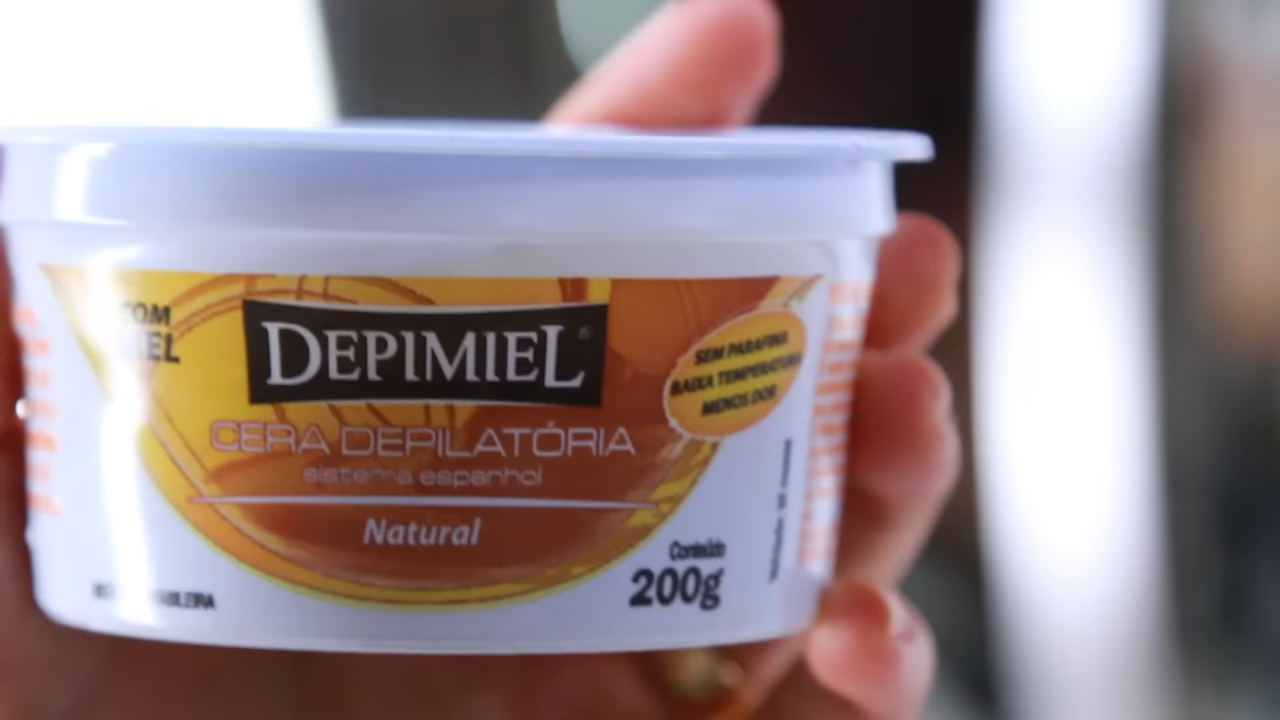 DEPIMIEL®
SEM PARAFINA
BAIXA TEMPERATURA
MENOS DOR
CERA DEPILATÓRIA
sistema espanhol
Natural
Conteúdo
200g